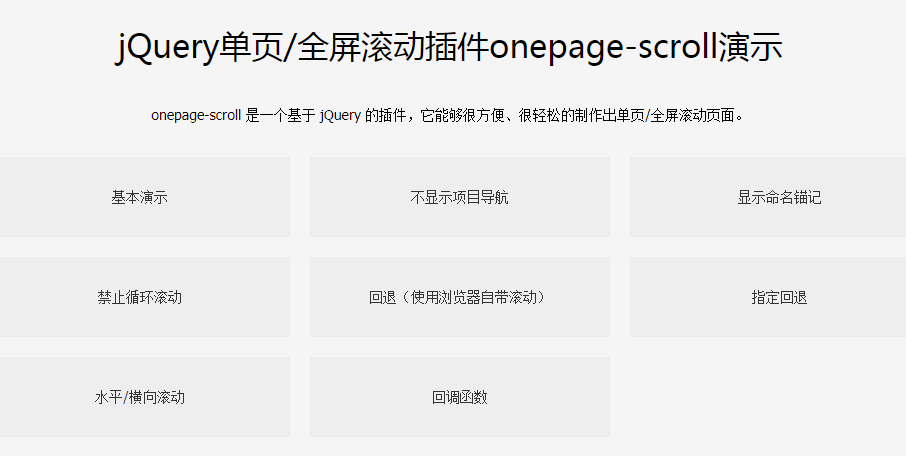 jQuery单页/全屏滚动插件onepage-scroll演示
onepage-scroll 是一个基于 jQuery 的插件，它能够很方便、很轻松的制作出单页/全屏滚动页面。
基本演示
不显示项目导航
显示命名锚记
禁止循环滚动
回退（使用浏览器自带滚动）
指定回退
水平/横向滚动
回调函数